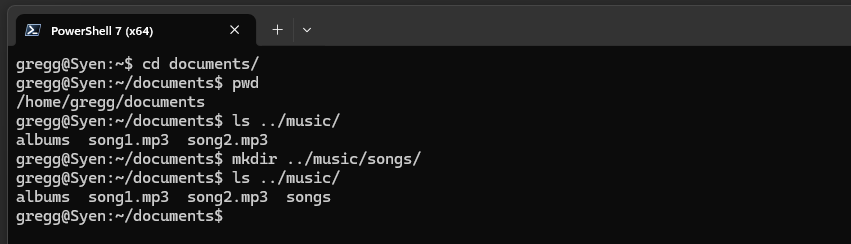 PowerShell 7 (x64)
gregg@Syen:~$ cd documents/
gregg@Syen:~/documents$ pwd
/home/gregg/documents
gregg@Syen:~/documents$ ls ../music/
albums  song1.mp3  song2.mp3
gregg@Syen:~/documents$ mkdir ../music/songs/
gregg@Syen:~/documents$ ls ../music/
albums  song1.mp3  song2.mp3  songs
gregg@Syen:~/documents$